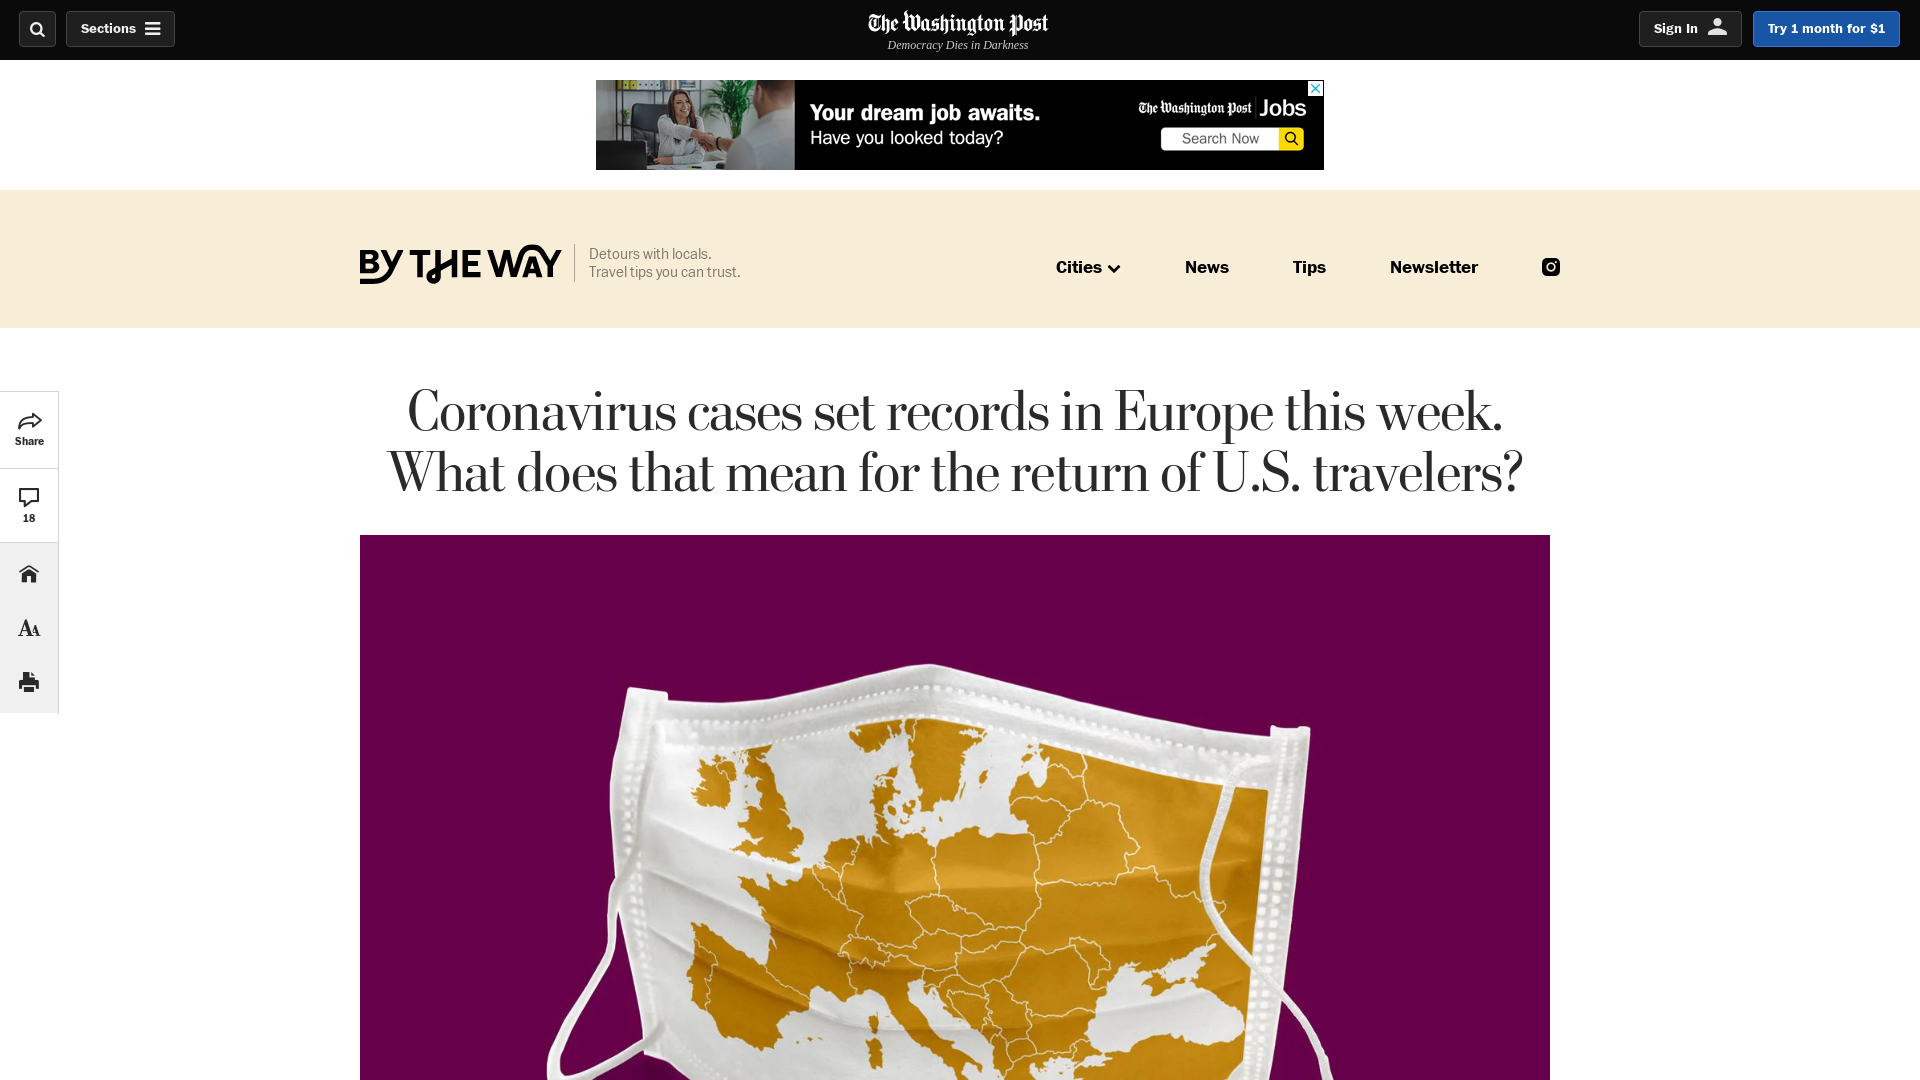 Sections
The Washington Post
Democracy Dies in Darkness
Sign In
Try 1 month for $1
Your dream job awaits.
Have you looked today?
The Washington Post Jobs
Search Now
BY THE WAY
Detours with locals.
Travel tips you can trust.
Cities
News
Tips
Newsletter
Share
18
AA
Coronavirus cases set records in Europe this week.
What does that mean for the return of U.S. travelers?